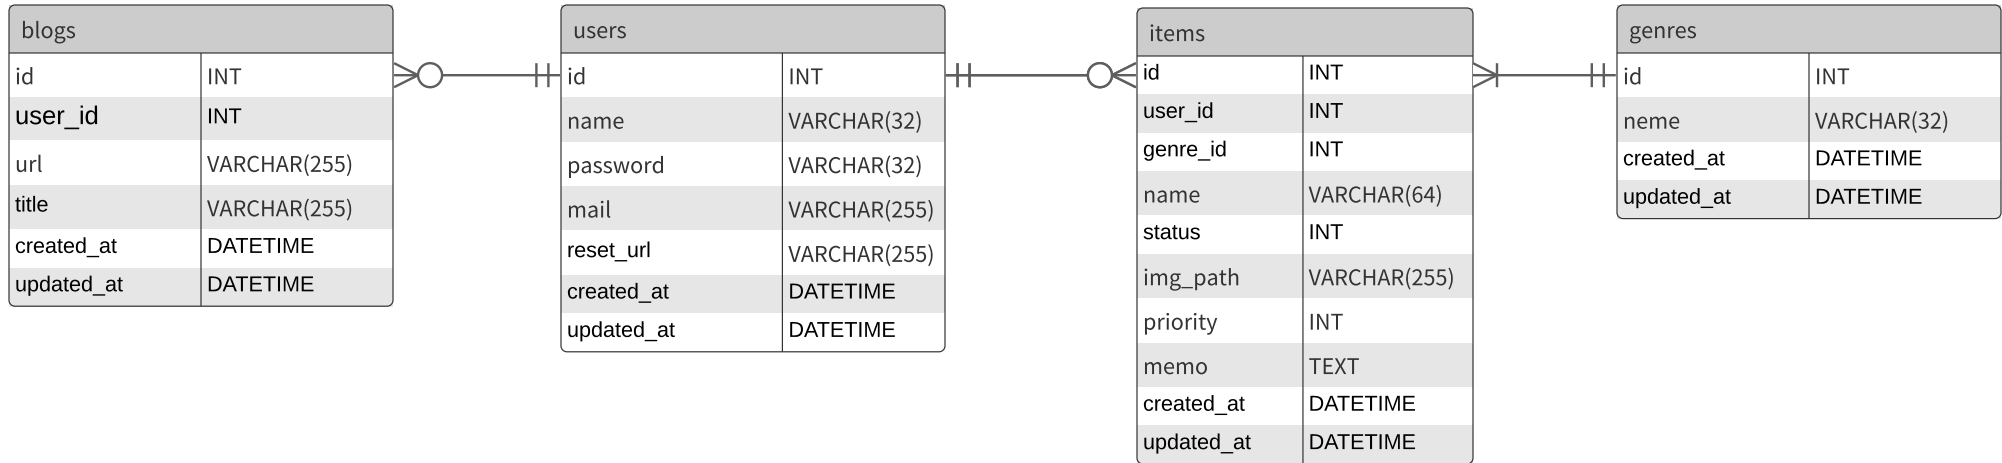 blogs
id INT
user_id INT
url VARCHAR(255)
title VARCHAR(255)
created_at DATETIME
updated_at DATETIME
users
id INT
name VARCHAR(32)
password VARCHAR(32)
mail VARCHAR(255)
reset_url VARCHAR(255)
created_at DATETIME
updated_at DATETIME
items
id INT
user_id INT
genre_id INT
name VARCHAR(64)
status INT
img_path VARCHAR(255)
priority INT
memo TEXT
created_at DATETIME
updated_at DATETIME
genres
id INT
neme VARCHAR(32)
created_at DATETIME
updated_at DATETIME